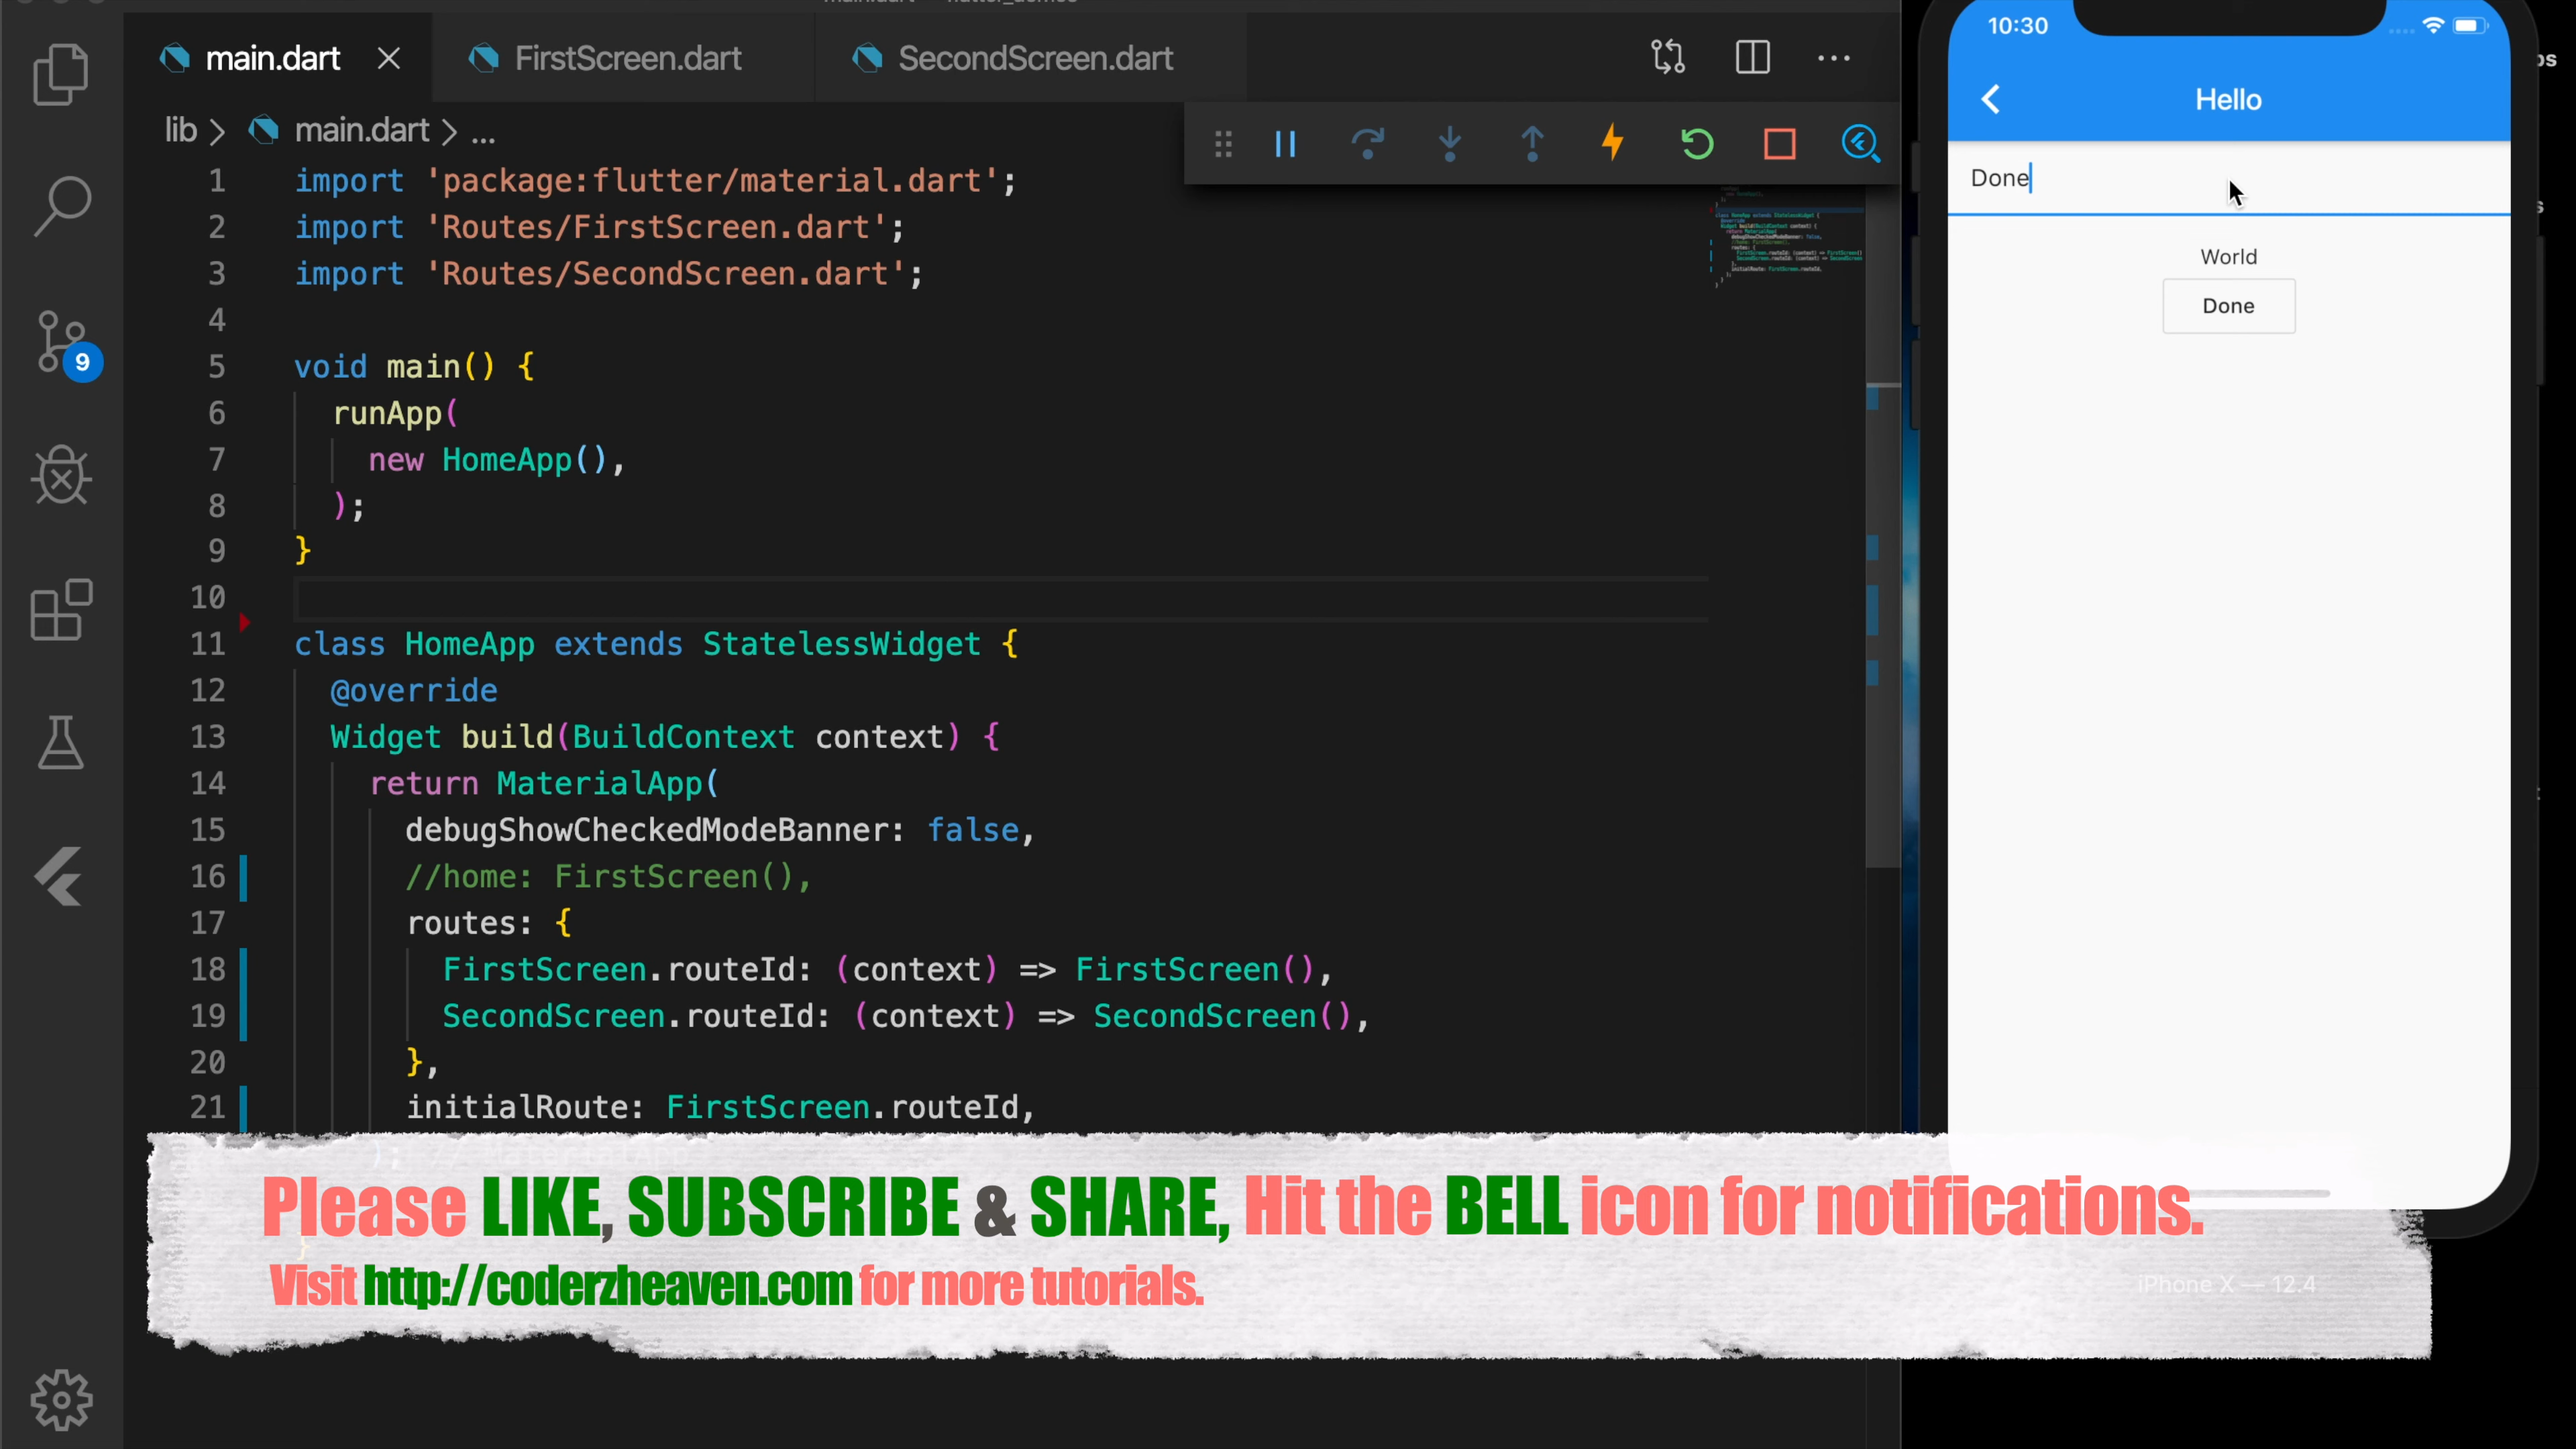 main.dart
FirstScreen.dart
SecondScreen.dart
lib > main.dart > ...
1 import 'package:flutter/material.dart';
2 import 'Routes/FirstScreen.dart';
3 import 'Routes/SecondScreen.dart';
4
5 void main() {
6 runApp(
7 new HomeApp(),
8 );
9 }
10
11 class HomeApp extends StatelessWidget {
12 @override
13 Widget build(BuildContext context) {
14 return MaterialApp(
15 debugShowCheckedModeBanner: false,
16 //home: FirstScreen(),
17 routes: {
18 FirstScreen.routeId: (context) => FirstScreen(),
19 SecondScreen.routeId: (context) => SecondScreen(),
20 },
21 initialRoute: FirstScreen.routeId,
); // MaterialApp
}
9
10:30
Hello
Done
World
Done
Please LIKE, SUBSCRIBE & SHARE, Hit the BELL icon for notifications.
Visit http://coderzheaven.com for more tutorials.
iPhone X — 12.4